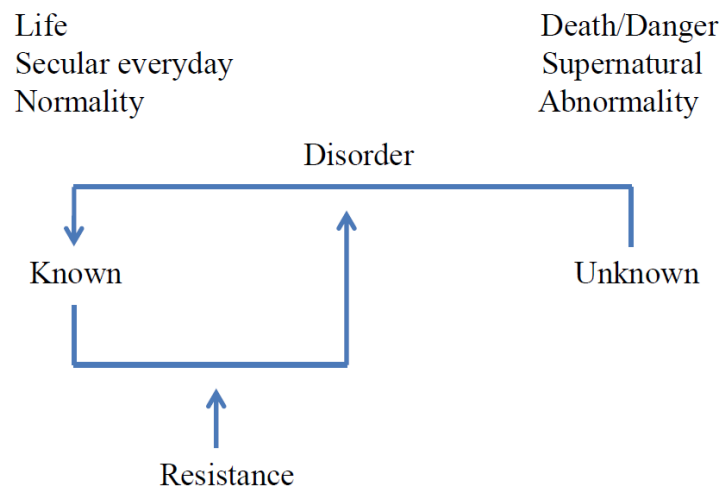 Life
Secular everyday
Normality
Death/Danger
Supernatural
Abnormality
Disorder
Known
Unknown
Resistance